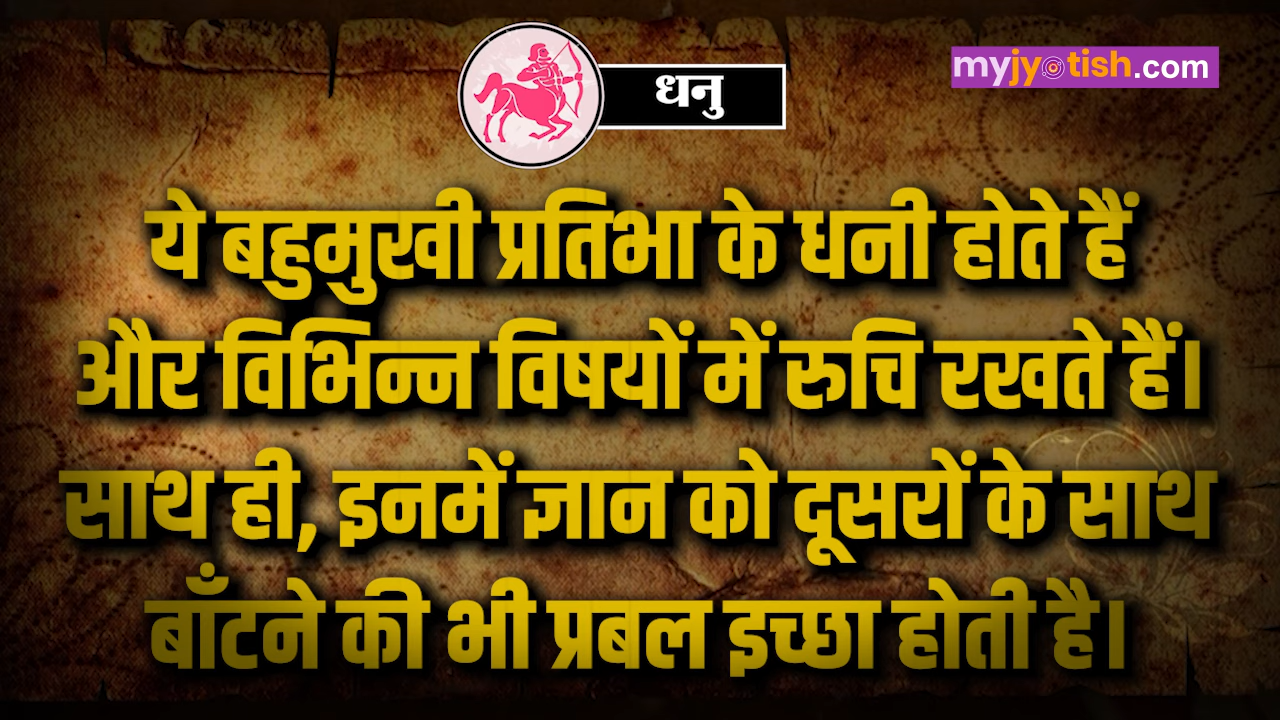 धनु
myjyotish.com
ये बहुमुखी प्रतिभा के धनी होते हैं
और विभिन्न विषयों में रुचि रखते हैं।
साथ ही, इनमें ज्ञान को दूसरों के साथ
बाँटने की भी प्रबल इच्छा होती है।